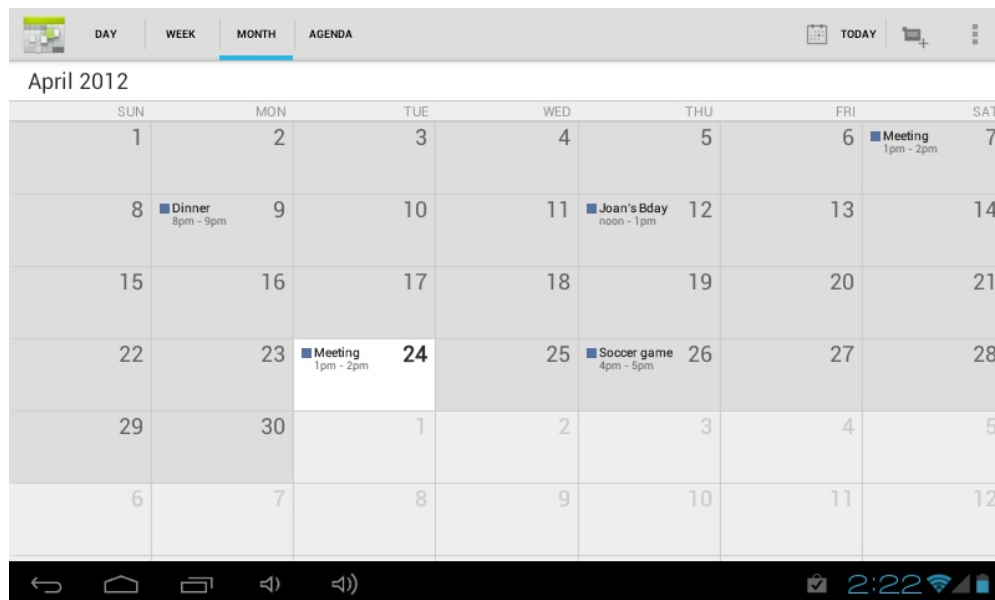 DAY WEEK MONTH AGENDA TODAY
April 2012
SUN MON TUE WED THU FRI SAT
1 2 3 4 5 6 Meeting 7
1pm - 2pm
8 Dinner 9 10 11 Joan's Bday 12 13 14
8pm - 9pm noon - 1pm
15 16 17 18 19 20 21
22 23 Meeting 24 25 Soccer game 26 27 28
1pm - 2pm 4pm - 5pm
29 30 1 2 3 4 5
6 7 8 9 10 11 12
2:22